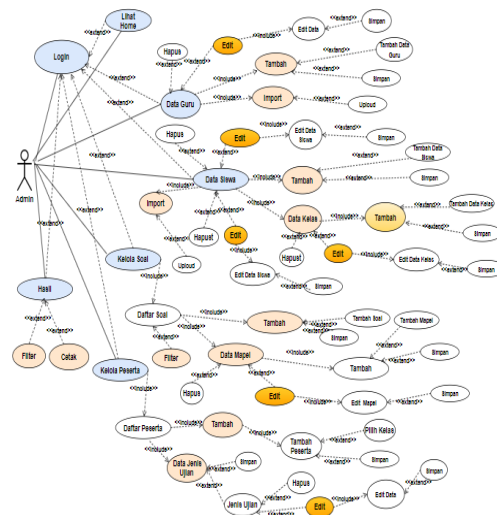 Lihat
Home
Login
Admin
Hapus
Edit
Edit Data
Simpan
Data Guru
Tambah
Tambah Data
Guru
Simpan
Import
Uploud
Hapus
Edit
Edit Data
Siswa
Simpan
Data Siswa
Tambah
Tambah Data
Siswa
Simpan
Import
Uploud
Hapust
Edit
Edit Data Siswa
Simpan
Data Kelas
Hapust
Tambah
Tambah Data Kelas
Simpan
Edit
Edit Data Kelas
Simpan
Kelola Soal
Hasil
Filter
Cetak
Daftar Soal
Filter
Tambah
Tambah Soal
Simpan
Data Mapel
Hapus
Tambah
Tambah Mapel
Simpan
Edit
Edit Mapel
Simpan
Kelola Peserta
Daftar Peserta
Tambah
Tambah
Peserta
Pilih Kelas
Simpan
Data Jenis
Ujian
Simpan
Jenis Ujian
Hapus
Edit
Edit Data
Simpan
<<include>>
<<extend>>